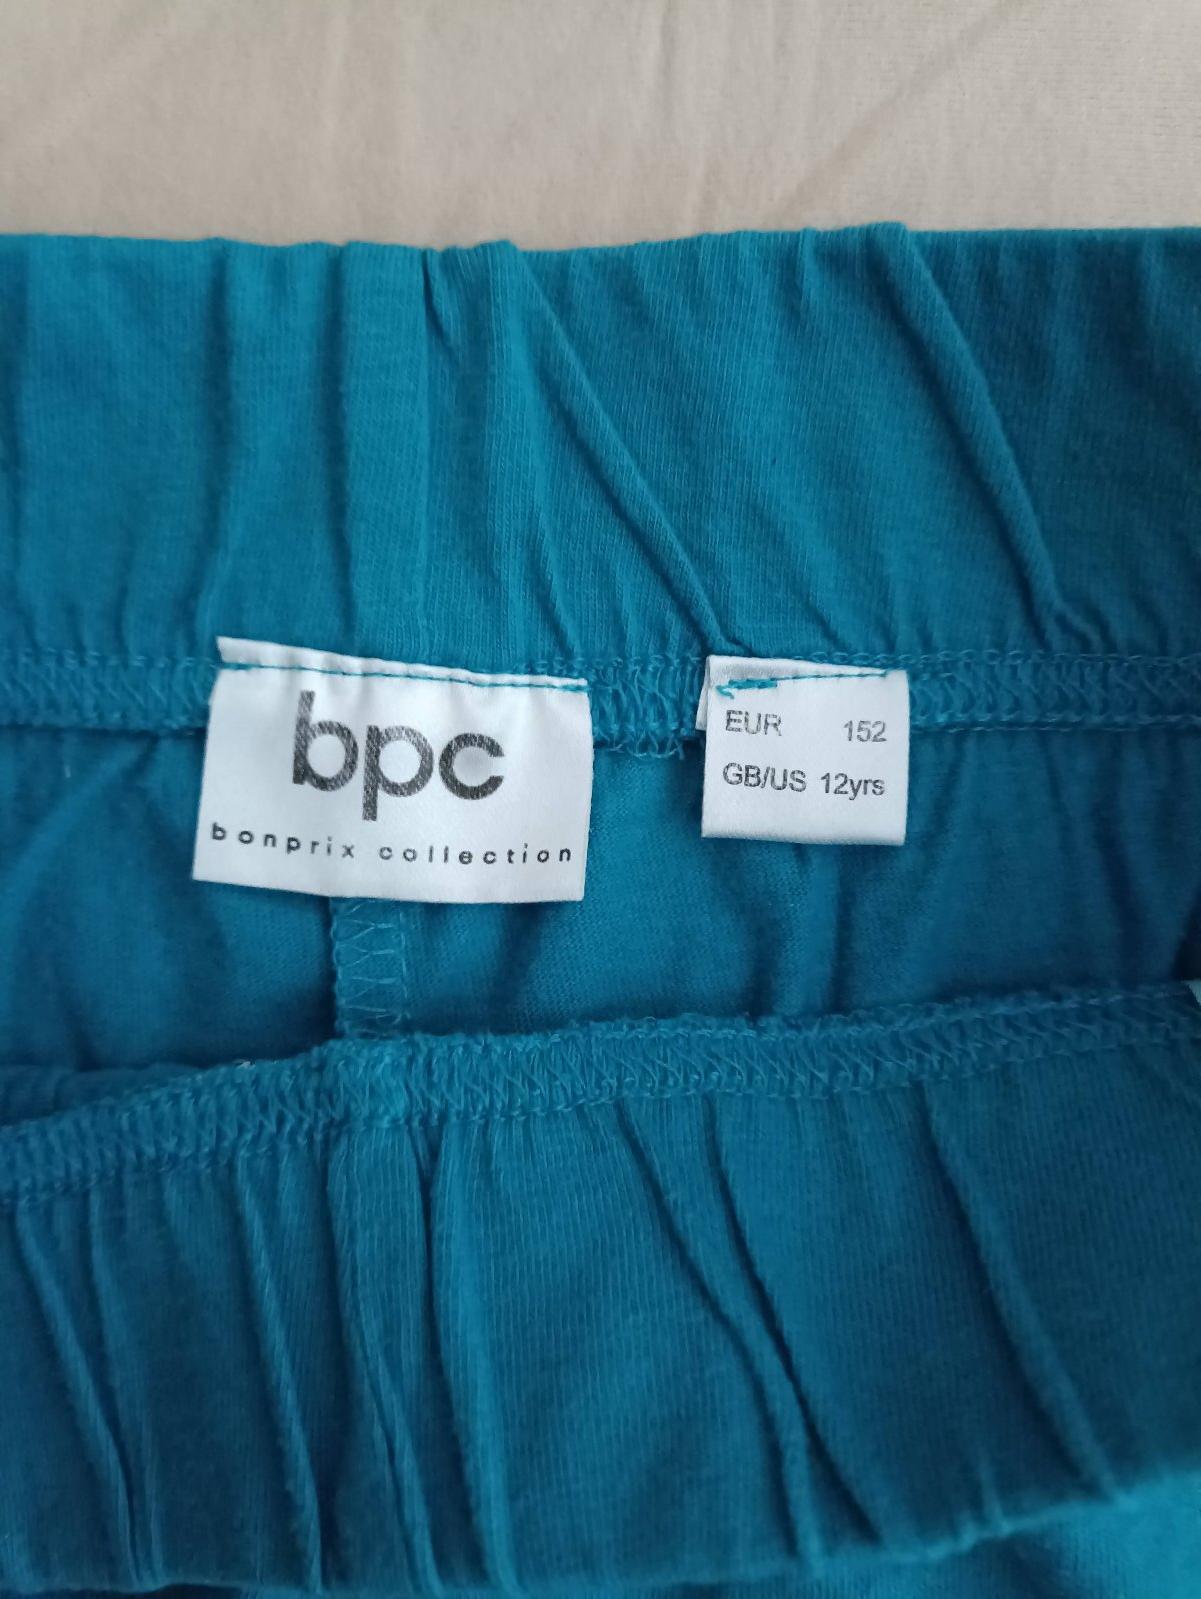 bpc
bonprix collection
EUR 152
GB/US 12yrs